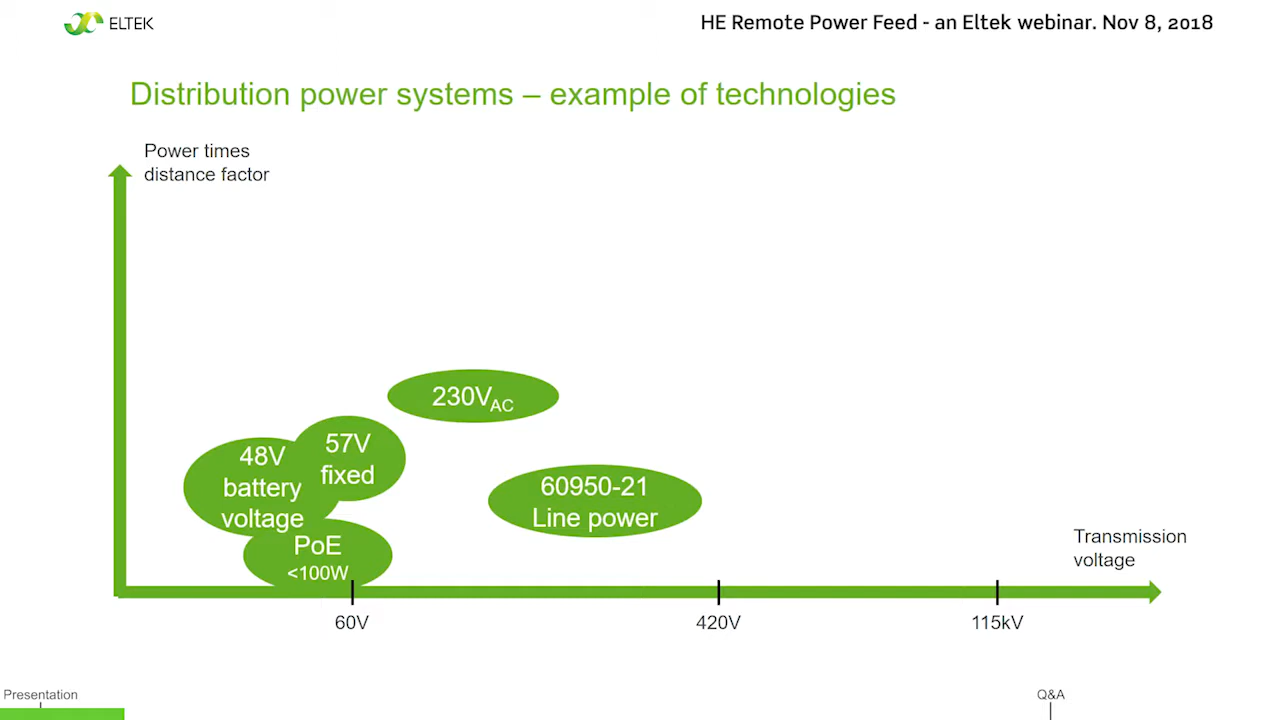 ELTEK
HE Remote Power Feed - an Eltek webinar. Nov 8, 2018
Distribution power systems – example of technologies
Power times
distance factor
230VAC
57V
fixed
48V
battery
voltage
60950-21
Line power
PoE
<100W
Transmission
voltage
60V
420V
115kV
Presentation
Q&A